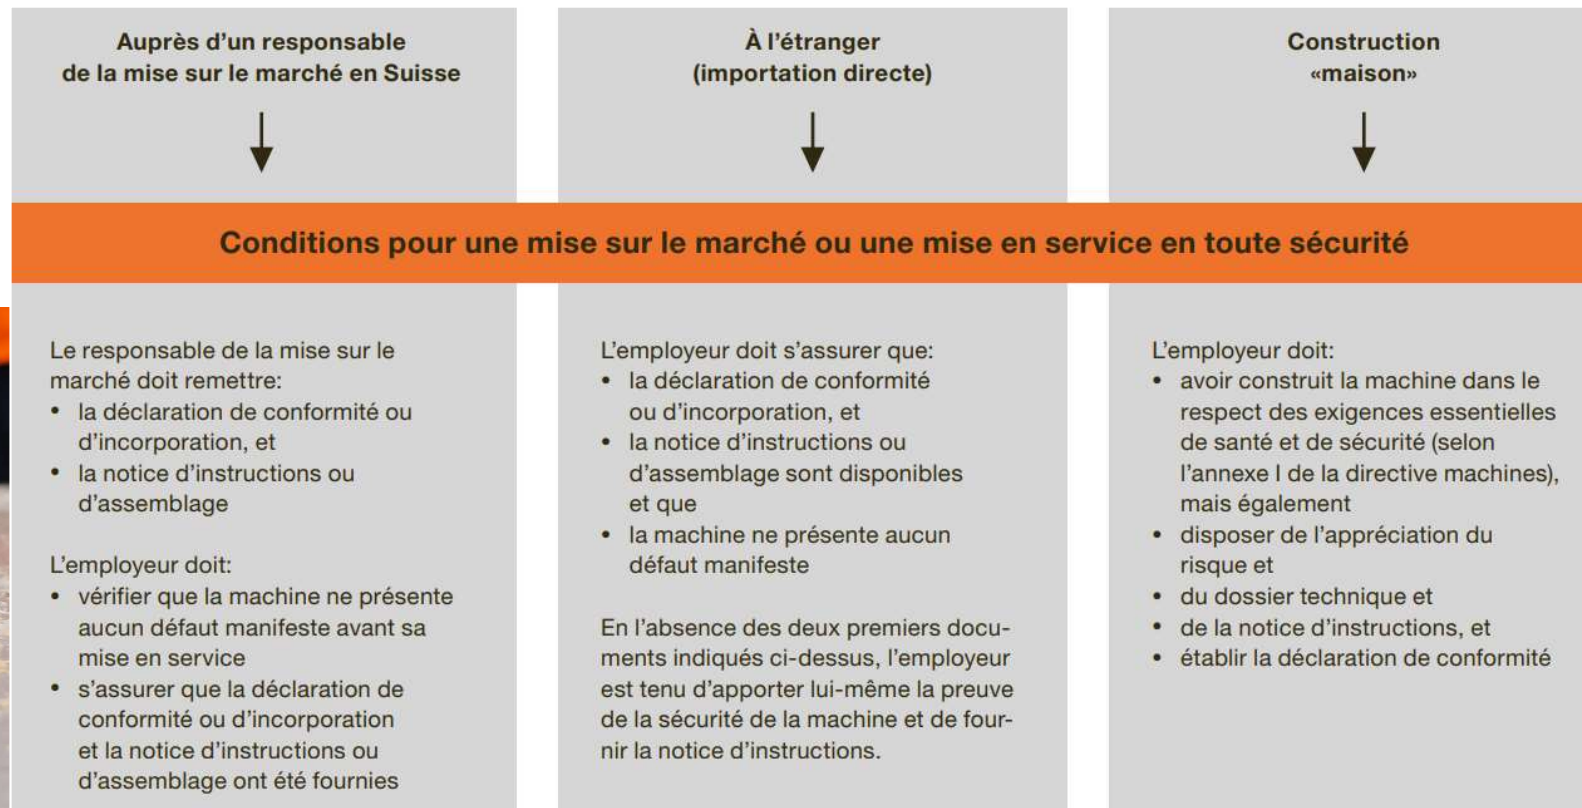 Auprès d’un responsable
de la mise sur le marché en Suisse
À l’étranger
(importation directe)
Construction
«maison»
Conditions pour une mise sur le marché ou une mise en service en toute sécurité
Le responsable de la mise sur le
marché doit remettre:
• la déclaration de conformité ou
d’incorporation, et
• la notice d’instructions ou
d’assemblage
L’employeur doit:
• vérifier que la machine ne présente
aucun défaut manifeste avant sa
mise en service
• s’assurer que la déclaration de
conformité ou d’incorporation
et la notice d’instructions ou
d’assemblage ont été fournies
L’employeur doit s’assurer que:
• la déclaration de conformité
ou d’incorporation, et
• la notice d’instructions ou
d’assemblage sont disponibles
et que
• la machine ne présente aucun
défaut manifeste
En l’absence des deux premiers docu-
ments indiqués ci-dessus, l’employeur
est tenu d’apporter lui-même la preuve
de la sécurité de la machine et de four-
nir la notice d’instructions.
L’employeur doit:
• avoir construit la machine dans le
respect des exigences essentielles
de santé et de sécurité (selon
l’annexe I de la directive machines),
mais également
• disposer de l’appréciation du
risque et
• du dossier technique et
• de la notice d’instructions, et
• établir la déclaration de conformité